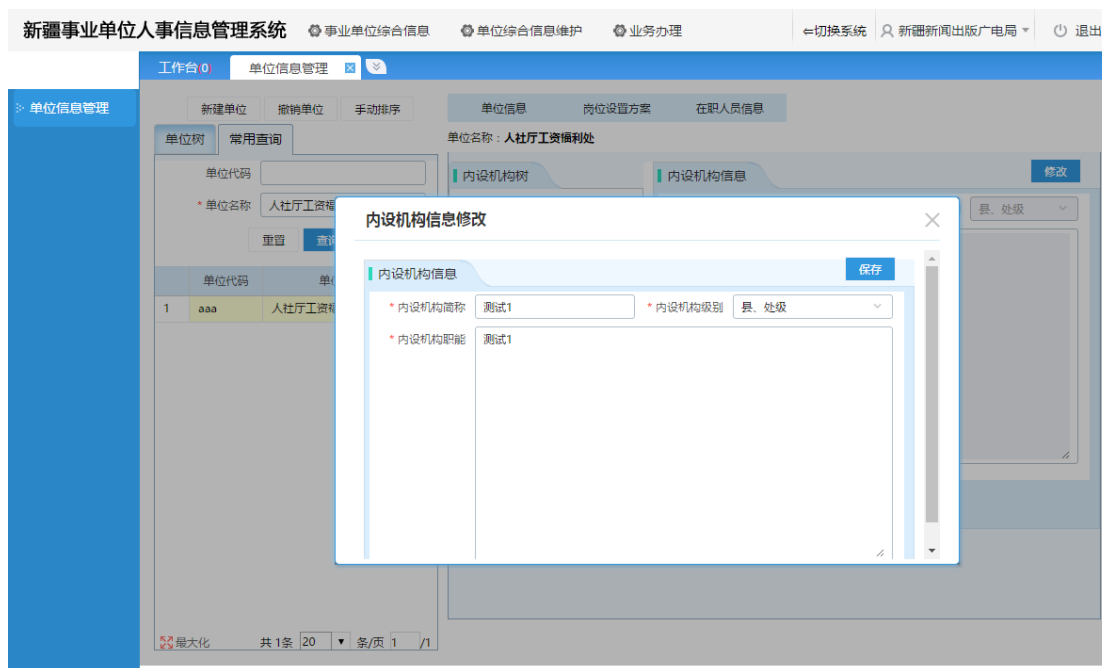 新疆事业单位人事信息管理系统 事业单位综合信息 单位综合信息维护 业务办理 ⇐切换系统 新疆新闻出版广电局 退出
工作台(0) 单位信息管理
单位信息管理
新建单位 撤销单位 手动排序 单位信息 岗位设置方案 在职人员信息
单位树 常用查询 单位名称：人社厅工资福利处
单位代码 内设机构树 内设机构信息 修改
* 单位名称 人社厅工资福 县、处级
内设机构信息修改
重置 查询
内设机构信息 保存
单位代码
* 内设机构简称 测试1 * 内设机构级别 县、处级
1 aaa 人社厅工资福
* 内设机构职能 测试1
最大化 共 1条 20 条/页 1 /1